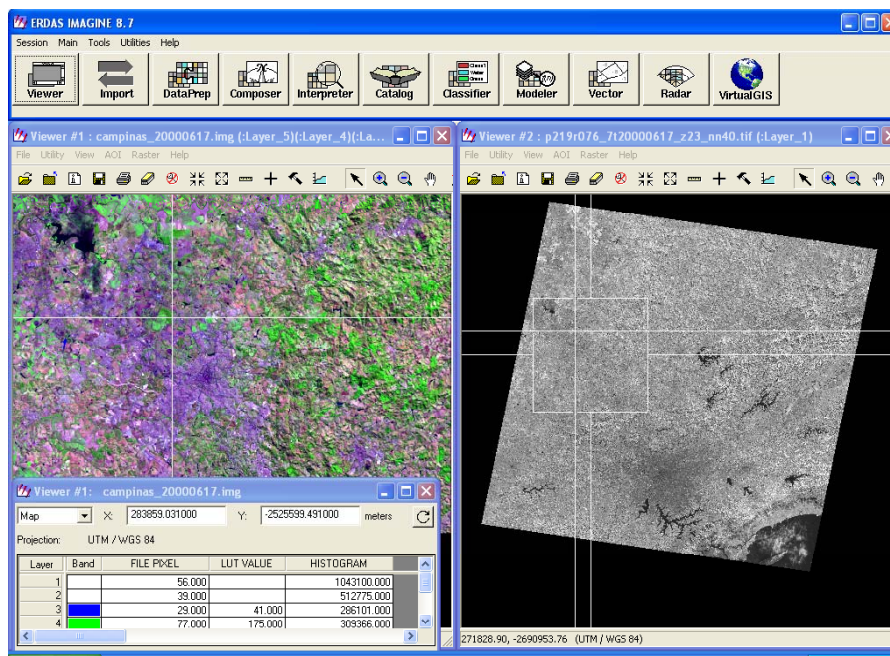 ERDAS IMAGINE 8.7
Session Main Tools Utilities Help
Viewer Import DataPrep Composer Interpreter Catalog Classifier Modeler Vector Radar VirtualGIS
Viewer #1 : campinas_20000617.img (:Layer_5)(:Layer_4)(:La...
File Utility View AOI Raster Help
Viewer #2 : p219r076_7t20000617_z23_nn40.tif (:Layer_1)
File Utility View AOI Raster Help
Viewer #1: campinas_20000617.img
Map X: 283859.031000 Y: -2525599.491000 meters
Projection: UTM / WGS 84
Layer Band FILE PIXEL LUT VALUE HISTOGRAM
1 56.000 1043100.000
2 39.000 512775.000
3 29.000 41.000 286101.000
4 77.000 175.000 309366.000
271828.90, -2690953.76 (UTM / WGS 84)